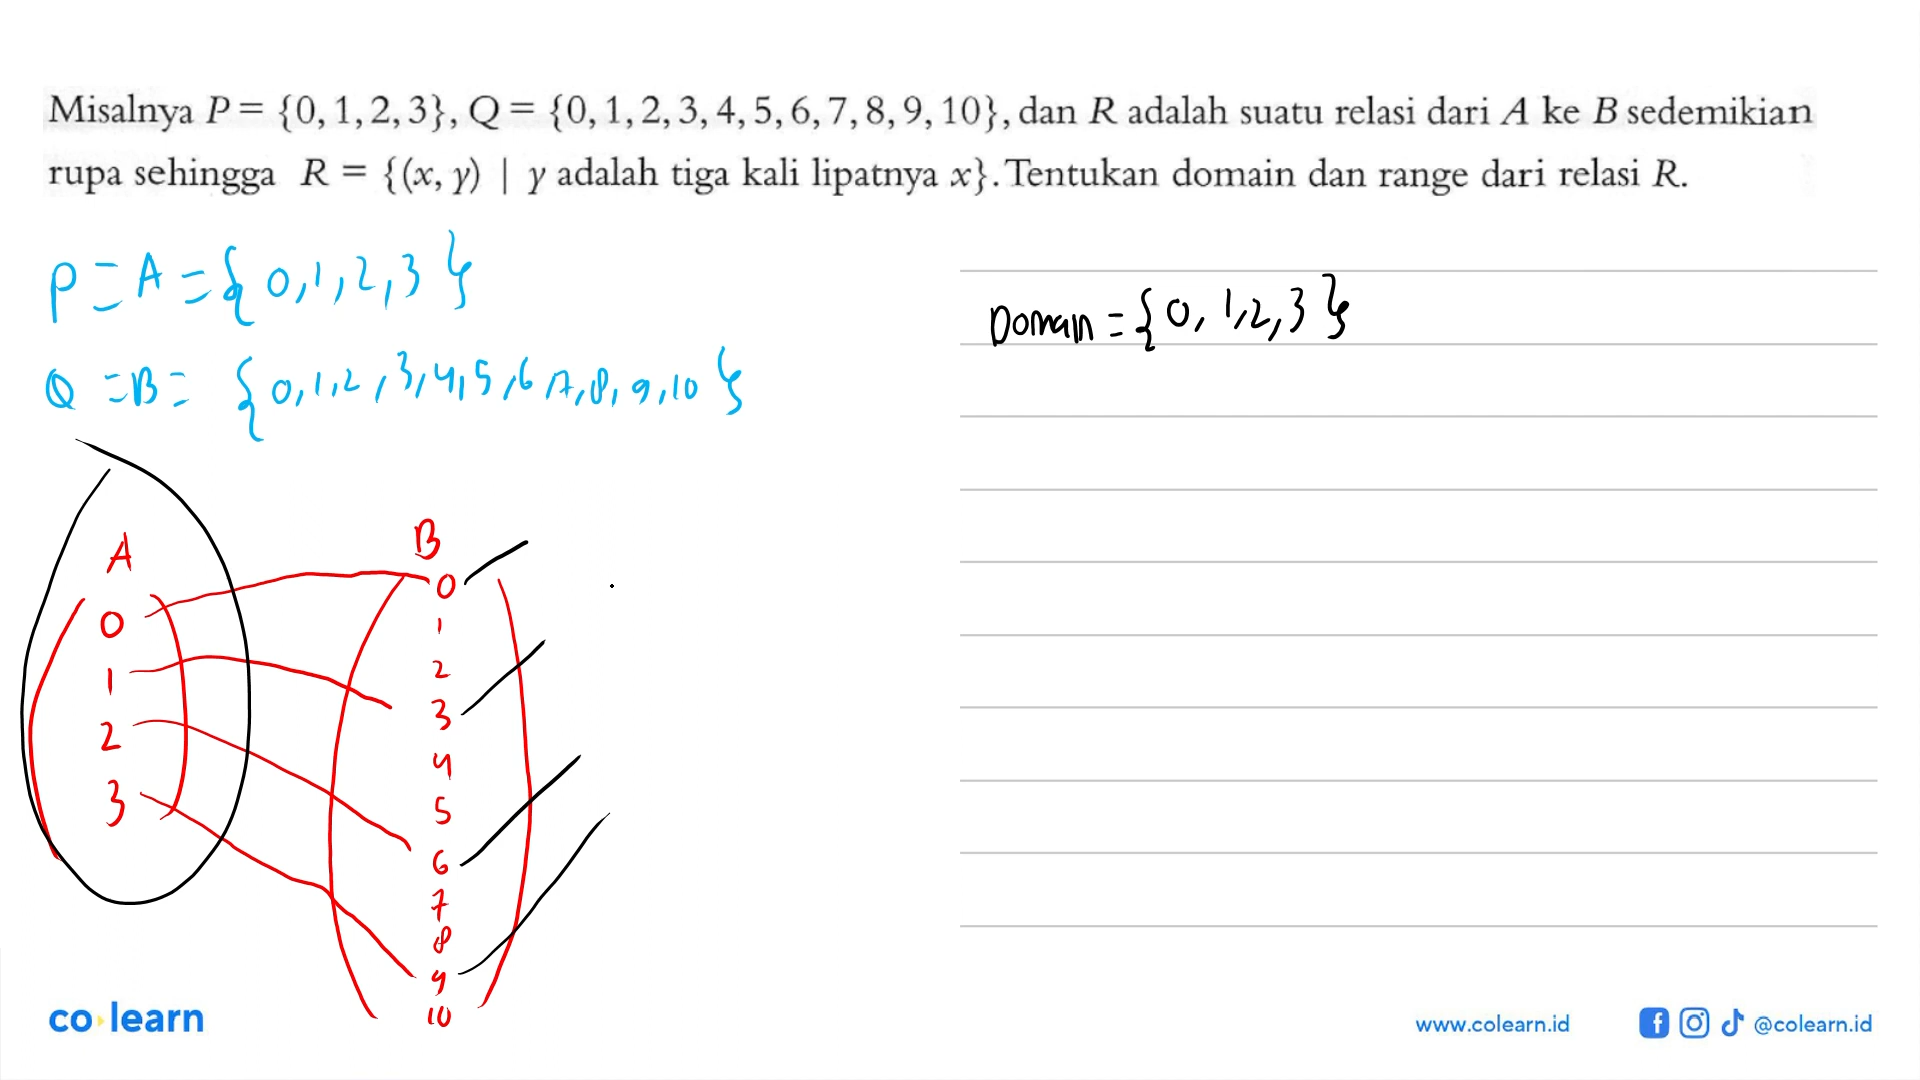 Misalnya P = {0, 1, 2, 3}, Q = {0, 1, 2, 3, 4, 5, 6, 7, 8, 9, 10}, dan R adalah suatu relasi dari A ke B sedemikian
rupa sehingga R = {(x, y) | y adalah tiga kali lipatnya x}. Tentukan domain dan range dari relasi R.
P = A = {0, 1, 2, 3}
Q = B = {0, 1, 2, 3, 4, 5, 6, 7, 8, 9, 10}
Domain = {0, 1, 2, 3}
A
0
1
2
3
B
0
1
2
3
4
5
6
7
8
9
10
co learn
www.colearn.id
@colearn.id